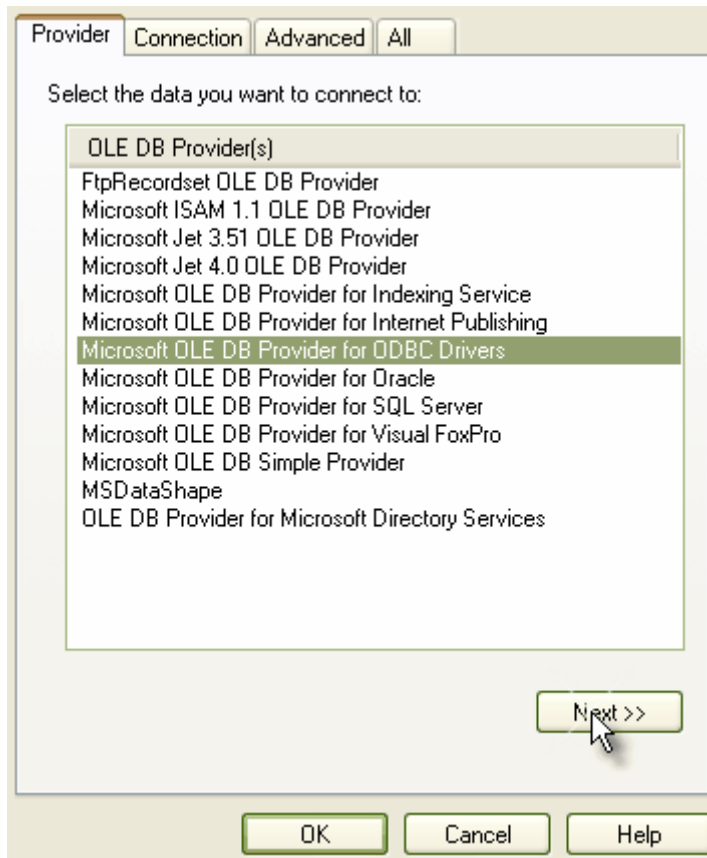 Provider Connection Advanced All
Select the data you want to connect to:
OLE DB Provider(s)
FtpRecordset OLE DB Provider
Microsoft ISAM 1.1 OLE DB Provider
Microsoft Jet 3.51 OLE DB Provider
Microsoft Jet 4.0 OLE DB Provider
Microsoft OLE DB Provider for Indexing Service
Microsoft OLE DB Provider for Internet Publishing
Microsoft OLE DB Provider for ODBC Drivers
Microsoft OLE DB Provider for Oracle
Microsoft OLE DB Provider for SQL Server
Microsoft OLE DB Provider for Visual FoxPro
Microsoft OLE DB Simple Provider
MSDataShape
OLE DB Provider for Microsoft Directory Services
Next >>
OK Cancel Help